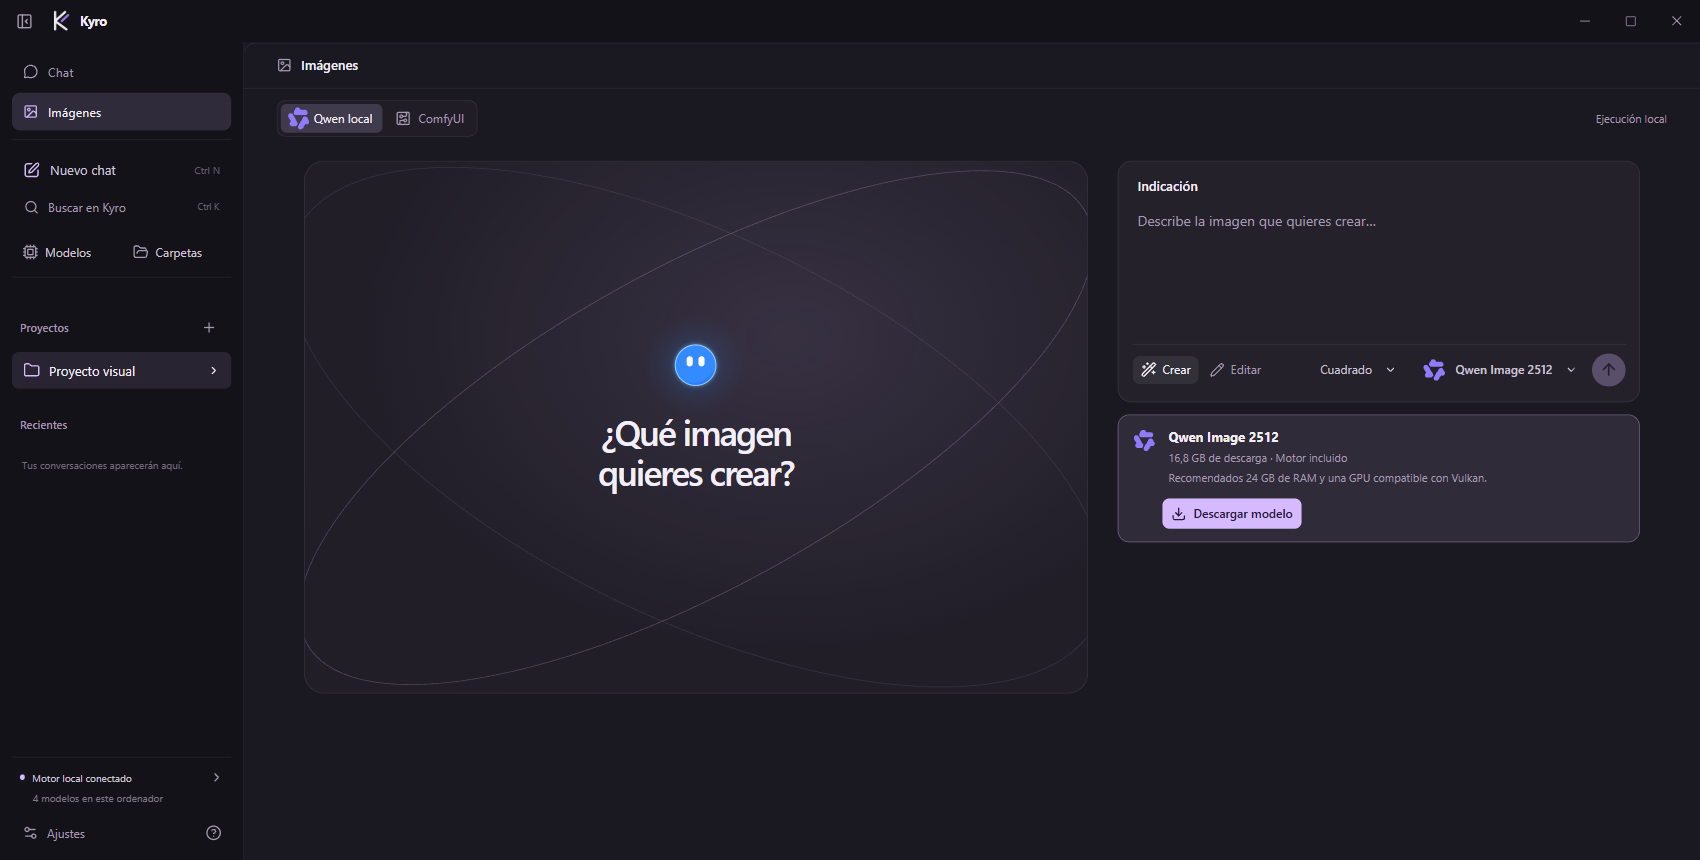 Kyro
Chat
Imágenes
Nuevo chat Ctrl N
Buscar en Kyro Ctrl K
Modelos Carpetas
Proyectos
Proyecto visual
Recientes
Tus conversaciones aparecerán aquí.
Motor local conectado
4 modelos en este ordenador
Ajustes
Imágenes
Qwen local ComfyUI
Ejecución local
¿Qué imagen
quieres crear?
Indicación
Describe la imagen que quieres crear...
Crear Editar Cuadrado Qwen Image 2512
Qwen Image 2512
16,8 GB de descarga · Motor incluido
Recomendados 24 GB de RAM y una GPU compatible con Vulkan.
Descargar modelo